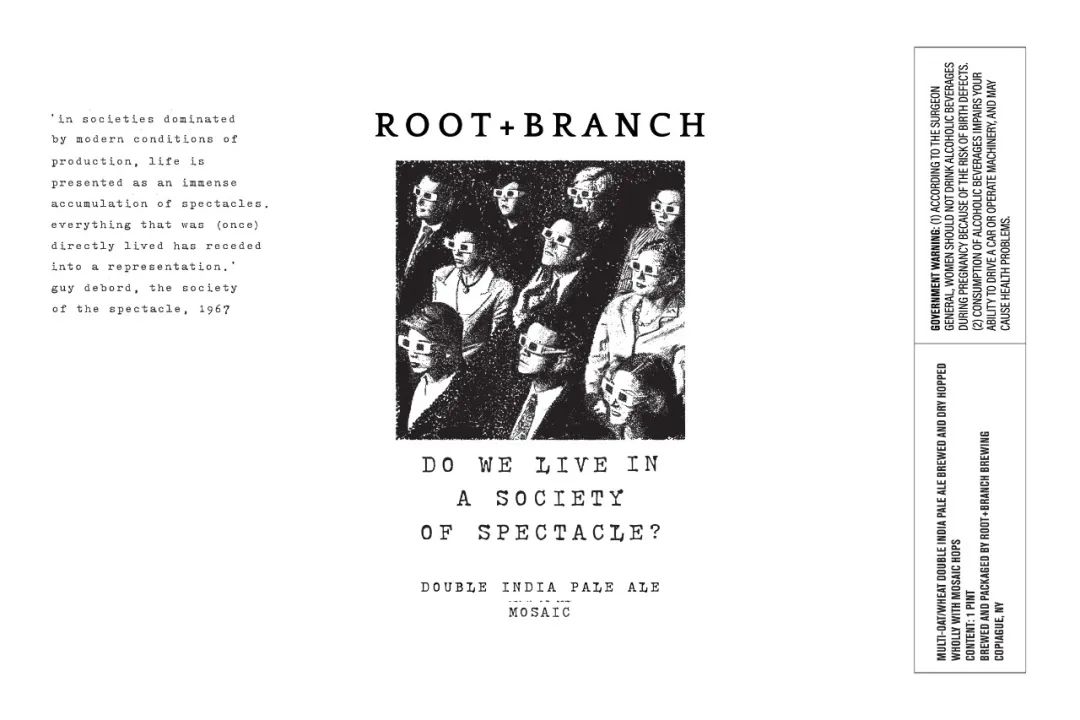 'in societies dominated
by modern conditions of
production, life is
presented as an immense
accumulation of spectacles.
everything that was (once)
directly lived has receded
into a representation.'
guy debord, the society
of the spectacle, 1967
ROOT+BRANCH
DO WE LIVE IN
A SOCIETY
OF SPECTACLE?
DOUBLE INDIA PALE ALE
MOSAIC
GOVERNMENT WARNING: (1) ACCORDING TO THE SURGEON
GENERAL, WOMEN SHOULD NOT DRINK ALCOHOLIC BEVERAGES
DURING PREGNANCY BECAUSE OF THE RISK OF BIRTH DEFECTS.
(2) CONSUMPTION OF ALCOHOLIC BEVERAGES IMPAIRS YOUR
ABILITY TO DRIVE A CAR OR OPERATE MACHINERY, AND MAY
CAUSE HEALTH PROBLEMS.
MULTI-OAT/WHEAT DOUBLE INDIA PALE ALE BREWED AND DRY HOPPED
WHOLLY WITH MOSAIC HOPS
CONTENT: 1 PINT
BREWED AND PACKAGED BY ROOT+BRANCH BREWING
COPIAGUE, NY